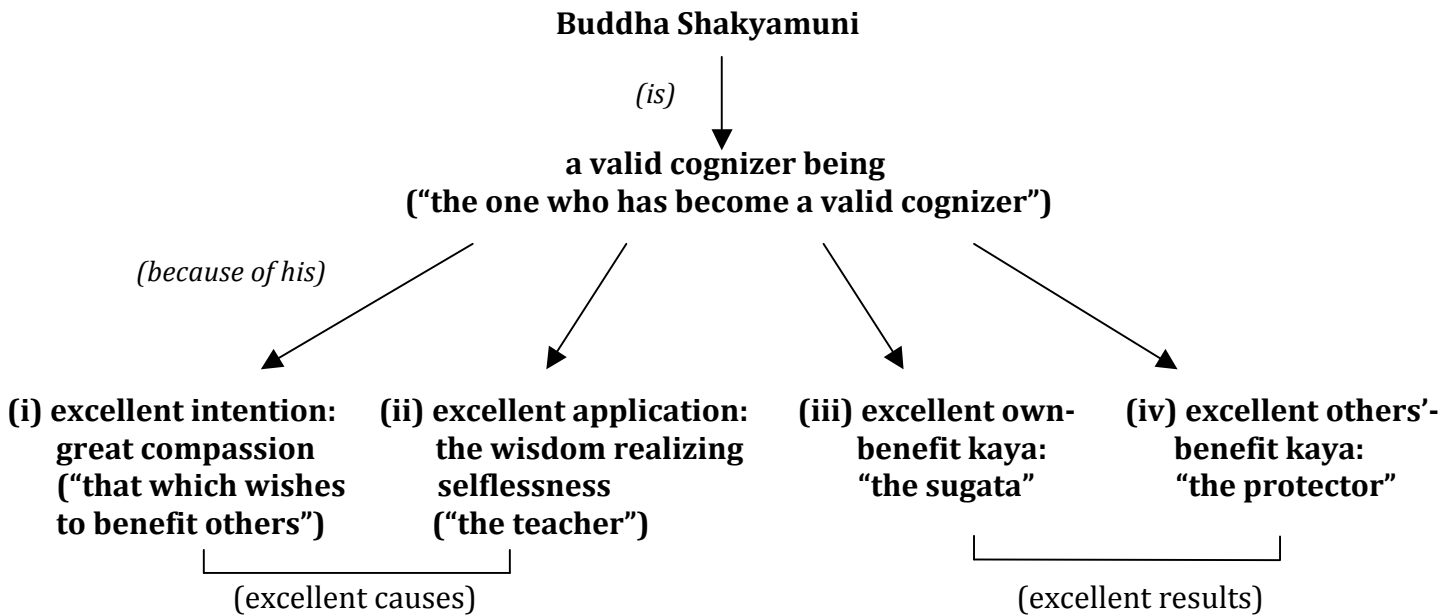 Buddha Shakyamuni
(is)
a valid cognizer being
(“the one who has become a valid cognizer”)
(because of his)
(i) excellent intention:
great compassion
(“that which wishes
to benefit others”)
(ii) excellent application:
the wisdom realizing
selflessness
(“the teacher”)
(iii) excellent own-
benefit kaya:
“the sugata”
(iv) excellent others’-
benefit kaya:
“the protector”
(excellent causes)
(excellent results)